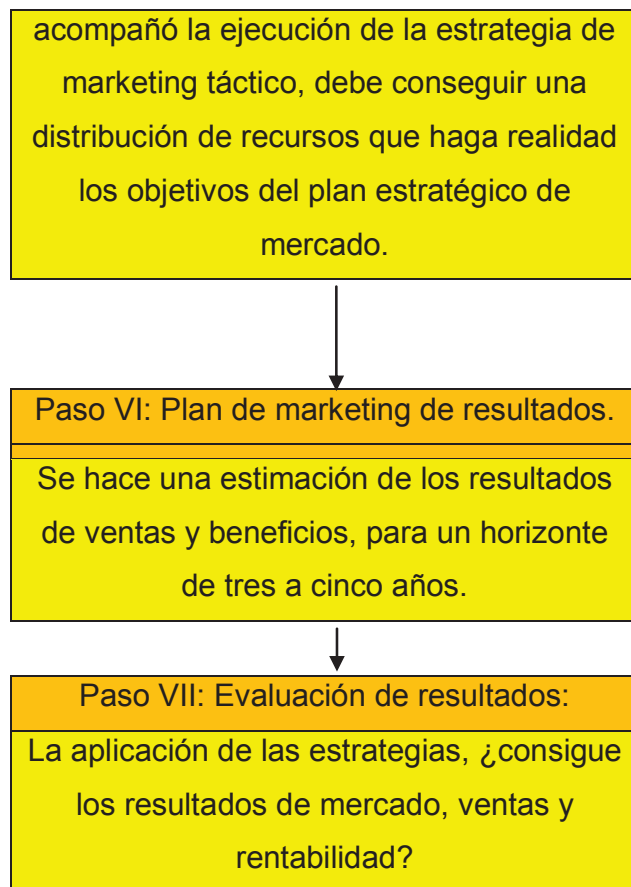 acompañó la ejecución de la estrategia de
marketing táctico, debe conseguir una
distribución de recursos que haga realidad
los objetivos del plan estratégico de
mercado.
Paso VI: Plan de marketing de resultados.
Se hace una estimación de los resultados
de ventas y beneficios, para un horizonte
de tres a cinco años.
Paso VII: Evaluación de resultados:
La aplicación de las estrategias, ¿consigue
los resultados de mercado, ventas y
rentabilidad?